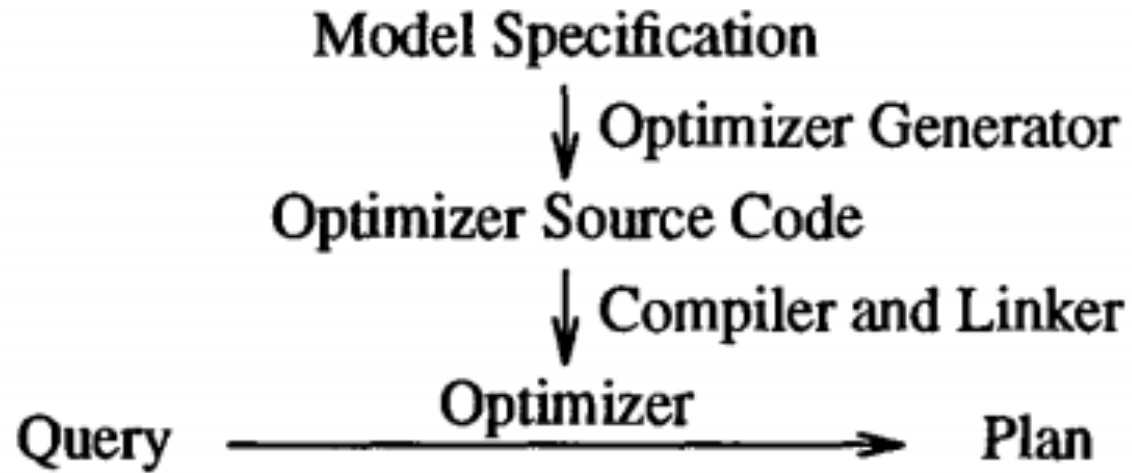 Model Specification
Optimizer Generator
Optimizer Source Code
Compiler and Linker
Optimizer
Query
Plan